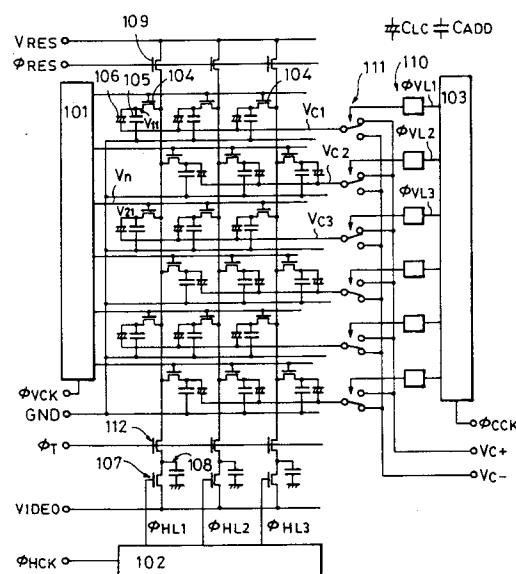 109
CLC CADD
VRES
ΦRES
106 105 104 104
111 110
ΦVL1
101
103
V11
VC1
ΦVL2
VC2
Vn
ΦVL3
V21
VC3
ΦVCK
GND
ΦCCK
ΦT
112
VC+
107 108
VC-
VIDEO
ΦHL1 ΦHL2 ΦHL3
ΦHCK
102